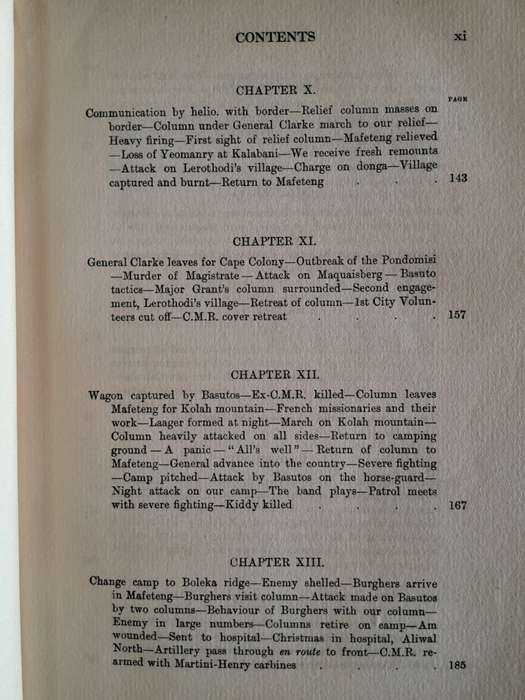 CONTENTS xi
CHAPTER X.
PAGE
Communication by helio. with border—Relief column masses on
border—Column under General Clarke march to our relief—
Heavy firing—First sight of relief column—Mafeteng relieved
—Loss of Yeomanry at Kalabani—We receive fresh remounts
—Attack on Lerothodi's village—Charge on donga—Village
captured and burnt—Return to Mafeteng . . . 143
CHAPTER XI.
General Clarke leaves for Cape Colony—Outbreak of the Pondomisi
—Murder of Magistrate—Attack on Maquaisberg—Basuto
tactics—Major Grant's column surrounded—Second engage-
ment, Lerothodi's village—Retreat of column—1st City Volun-
teers cut off—C.M.R. cover retreat . . . . 157
CHAPTER XII.
Wagon captured by Basutos—Ex-C.M.R. killed—Column leaves
Mafeteng for Kolah mountain—French missionaries and their
work—Laager formed at night—March on Kolah mountain—
Column heavily attacked on all sides—Return to camping
ground—A panic—"All's well"—Return of column to
Mafeteng—General advance into the country—Severe fighting
—Camp pitched—Attack by Basutos on the horse-guard—
Night attack on our camp—The band plays—Patrol meets
with severe fighting—Kiddy killed . . . . 167
CHAPTER XIII.
Change camp to Boleka ridge—Enemy shelled—Burghers arrive
in Mafeteng—Burghers visit column—Attack made on Basutos
by two columns—Behaviour of Burghers with our column—
Enemy in large numbers—Columns retire on camp—Am
wounded—Sent to hospital—Christmas in hospital, Aliwal
North—Artillery pass through en route to front—C.M.R. re-
armed with Martini-Henry carbines . . . . 185